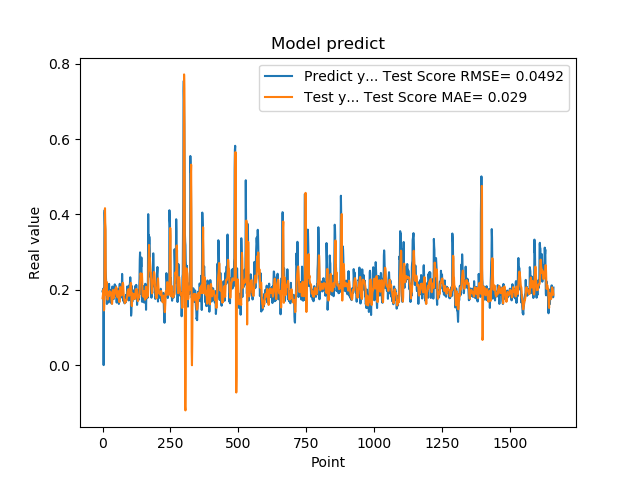 Model predict
Predict y... Test Score RMSE= 0.0492
Test y... Test Score MAE= 0.029
Real value
0.8
0.6
0.4
0.2
0.0
0 250 500 750 1000 1250 1500
Point